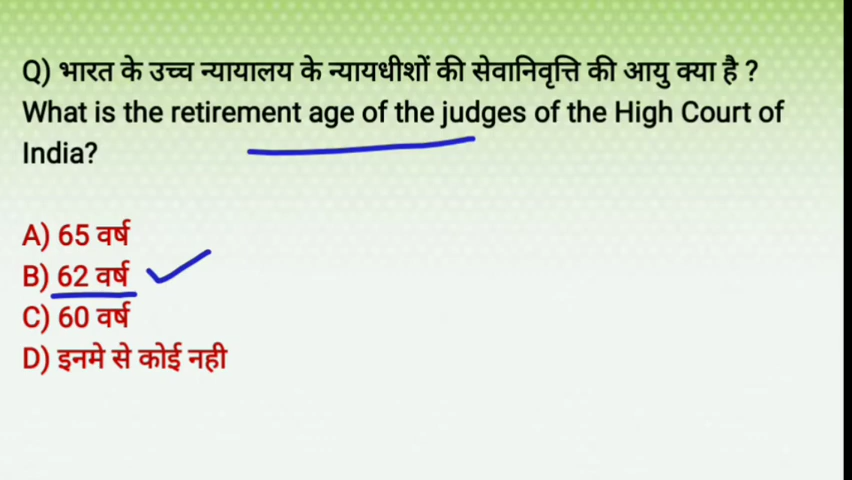 Q) भारत के उच्च न्यायालय के न्यायधीशों की सेवानिवृत्ति की आयु क्या है ?
What is the retirement age of the judges of the High Court of
India?
A) 65 वर्ष
B) 62 वर्ष
C) 60 वर्ष
D) इनमे से कोई नही